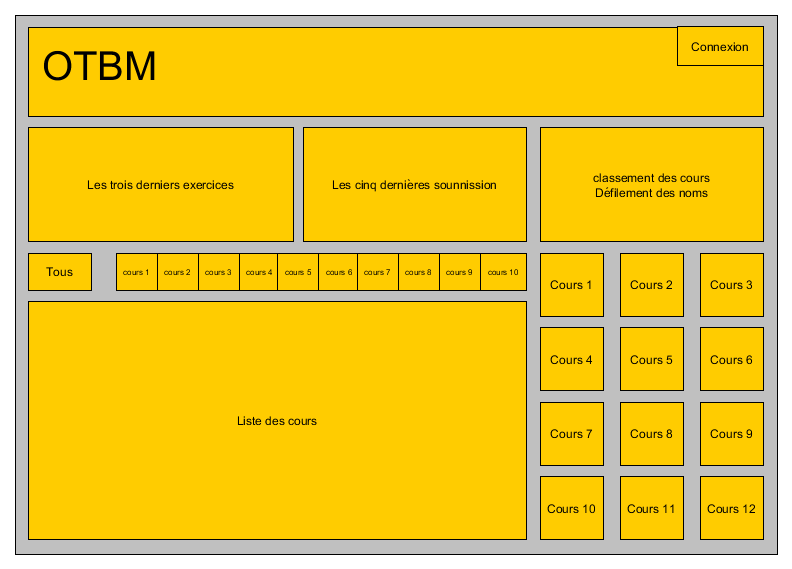 OTBM
Connexion
Les trois derniers exercices
Les cinq dernières sounnission
classement des cours
Défilement des noms
Tous
cours 1
cours 2
cours 3
cours 4
cours 5
cours 6
cours 7
cours 8
cours 9
cours 10
Liste des cours
Cours 1
Cours 2
Cours 3
Cours 4
Cours 5
Cours 6
Cours 7
Cours 8
Cours 9
Cours 10
Cours 11
Cours 12